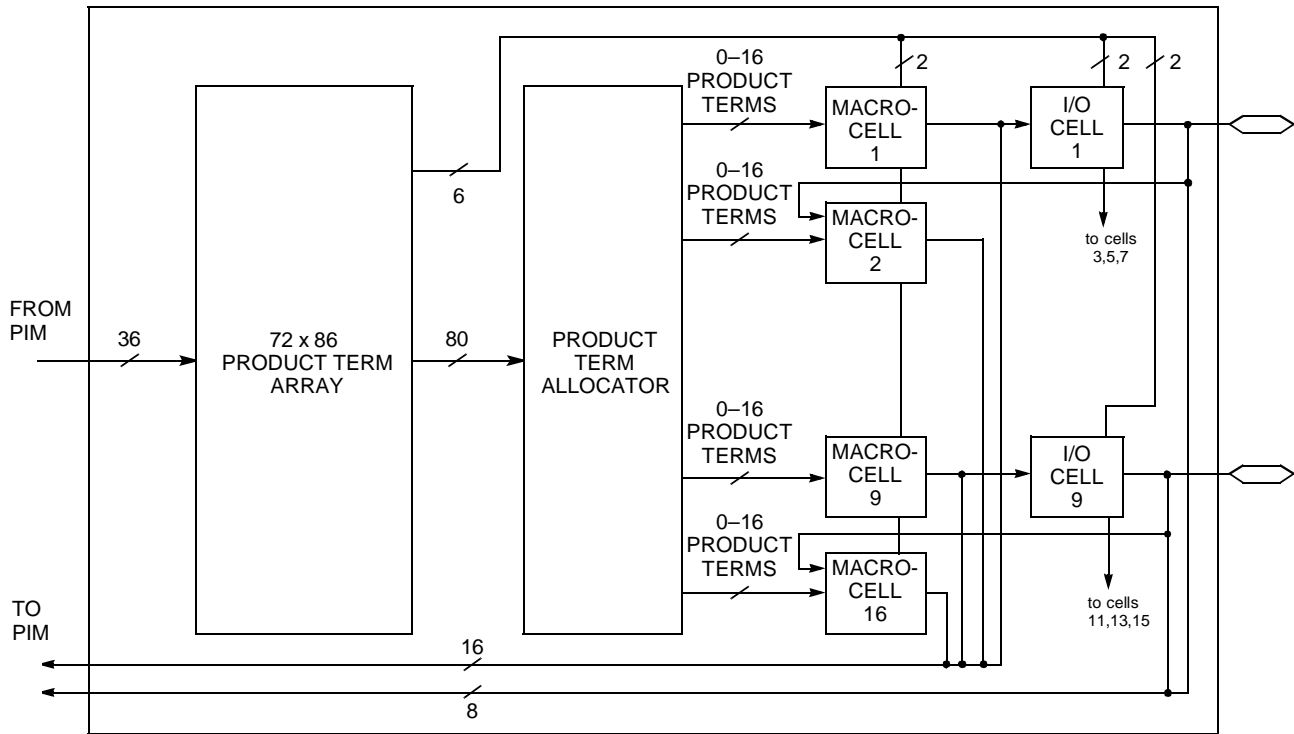 0–16
PRODUCT
TERMS
2
2
2
MACRO-
CELL
1
I/O
CELL
1
6
0–16
PRODUCT
TERMS
MACRO-
CELL
2
to cells
3,5,7
FROM
PIM
36
72 x 86
PRODUCT TERM
ARRAY
80
PRODUCT
TERM
ALLOCATOR
0–16
PRODUCT
TERMS
MACRO-
CELL
9
I/O
CELL
9
0–16
PRODUCT
TERMS
MACRO-
CELL
16
to cells
11,13,15
TO
PIM
16
8